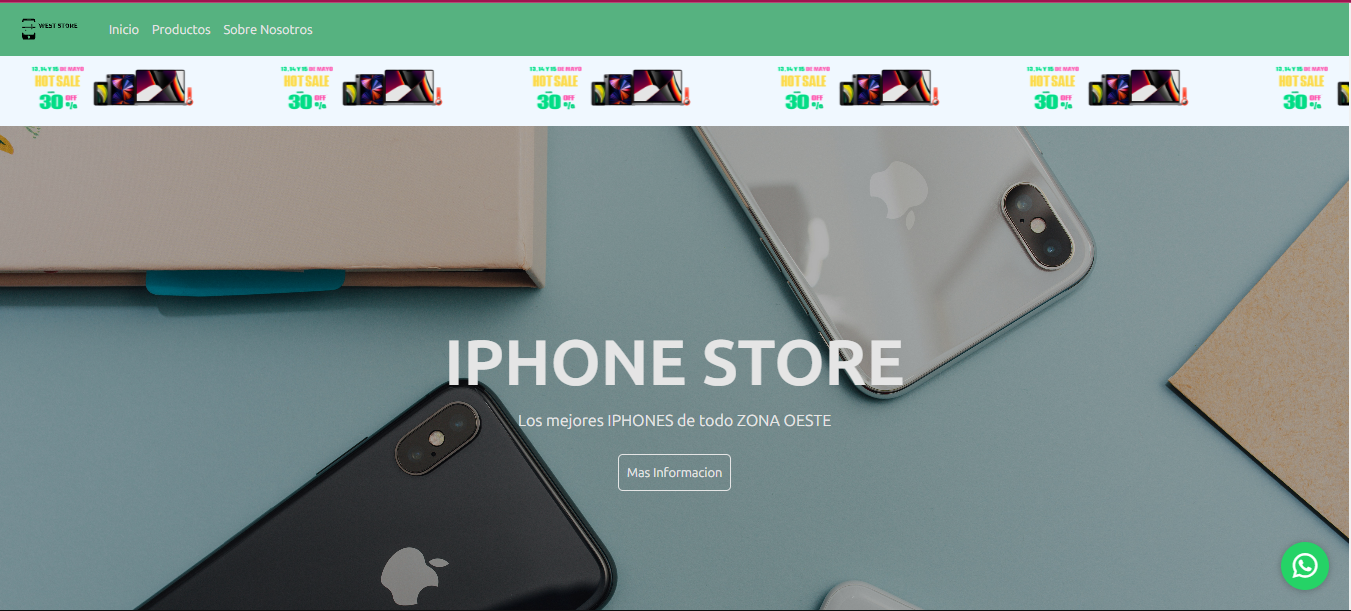 WEST STORE
Inicio Productos Sobre Nosotros
13, 14 Y 15 DE MAYO
HOT SALE
30 % OFF
13, 14 Y 15 DE MAYO
HOT SALE
30 % OFF
13, 14 Y 15 DE MAYO
HOT SALE
30 % OFF
13, 14 Y 15 DE MAYO
HOT SALE
30 % OFF
13, 14 Y 15 DE MAYO
HOT SALE
30 % OFF
13, 14 Y 15 DE MAYO
HOT SALE
30 % OFF
IPHONE STORE
Los mejores IPHONES de todo ZONA OESTE
Mas Informacion